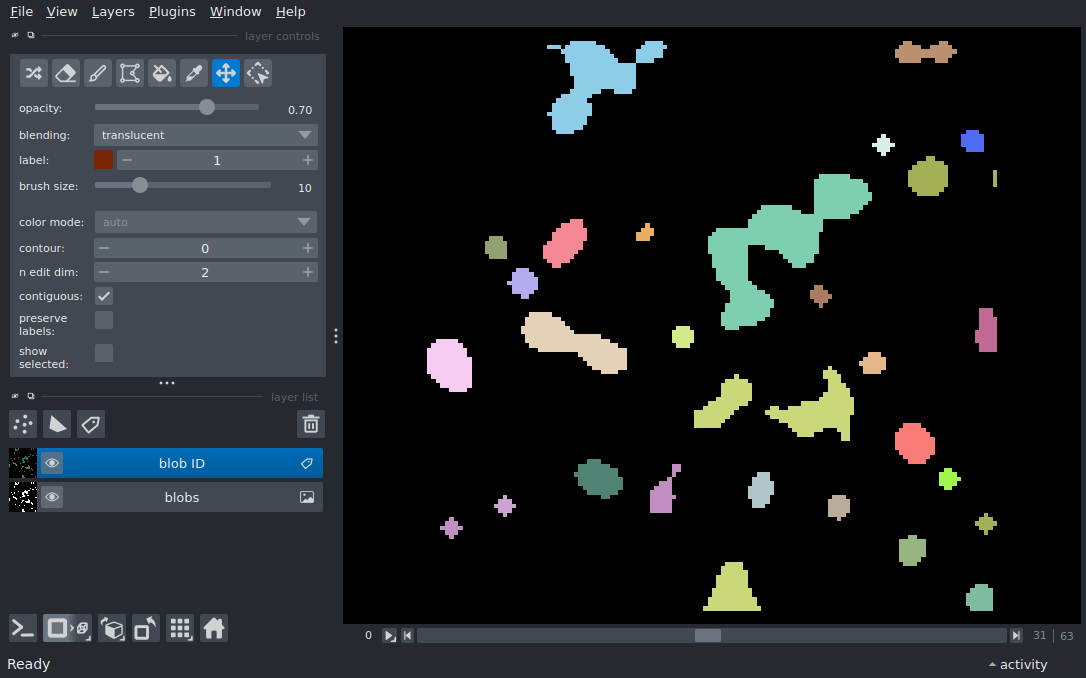 File View Layers Plugins Window Help
layer controls
opacity: 0.70
blending: translucent
label: 1
brush size: 10
color mode: auto
contour: 0
n edit dim: 2
contiguous:
preserve
labels:
show
selected:
layer list
blob ID
blobs
0 31 | 63
Ready activity